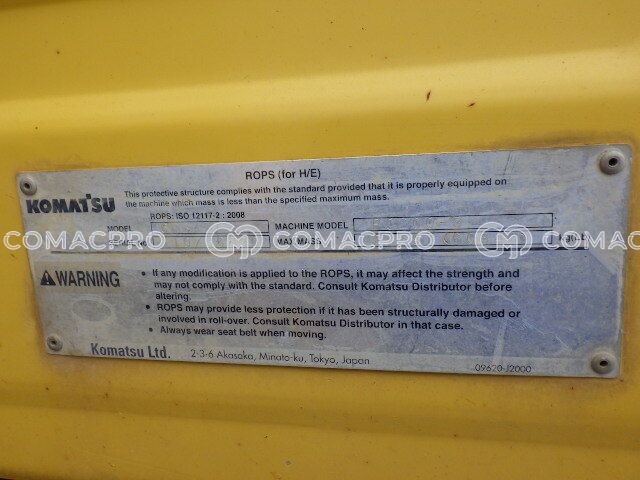 ROPS (for H/E)
KOMATSU
This protective structure complies with the standard provided that it is properly equipped on
the machine which mass is less than the specified maximum mass.
ROPS: ISO 12117-2 : 2008
MODEL
MACHINE MODEL
MAX MASS
COMACPRO COMACPRO COMACPRO
WARNING
• If any modification is applied to the ROPS, it may affect the strength and
may not comply with the standard. Consult Komatsu Distributor before
altering.
• ROPS may provide less protection if it has been structurally damaged or
involved in roll-over. Consult Komatsu Distributor in that case.
• Always wear seat belt when moving.
Komatsu Ltd. 2-3-6 Akasaka, Minato-ku, Tokyo, Japan
09620-J2000